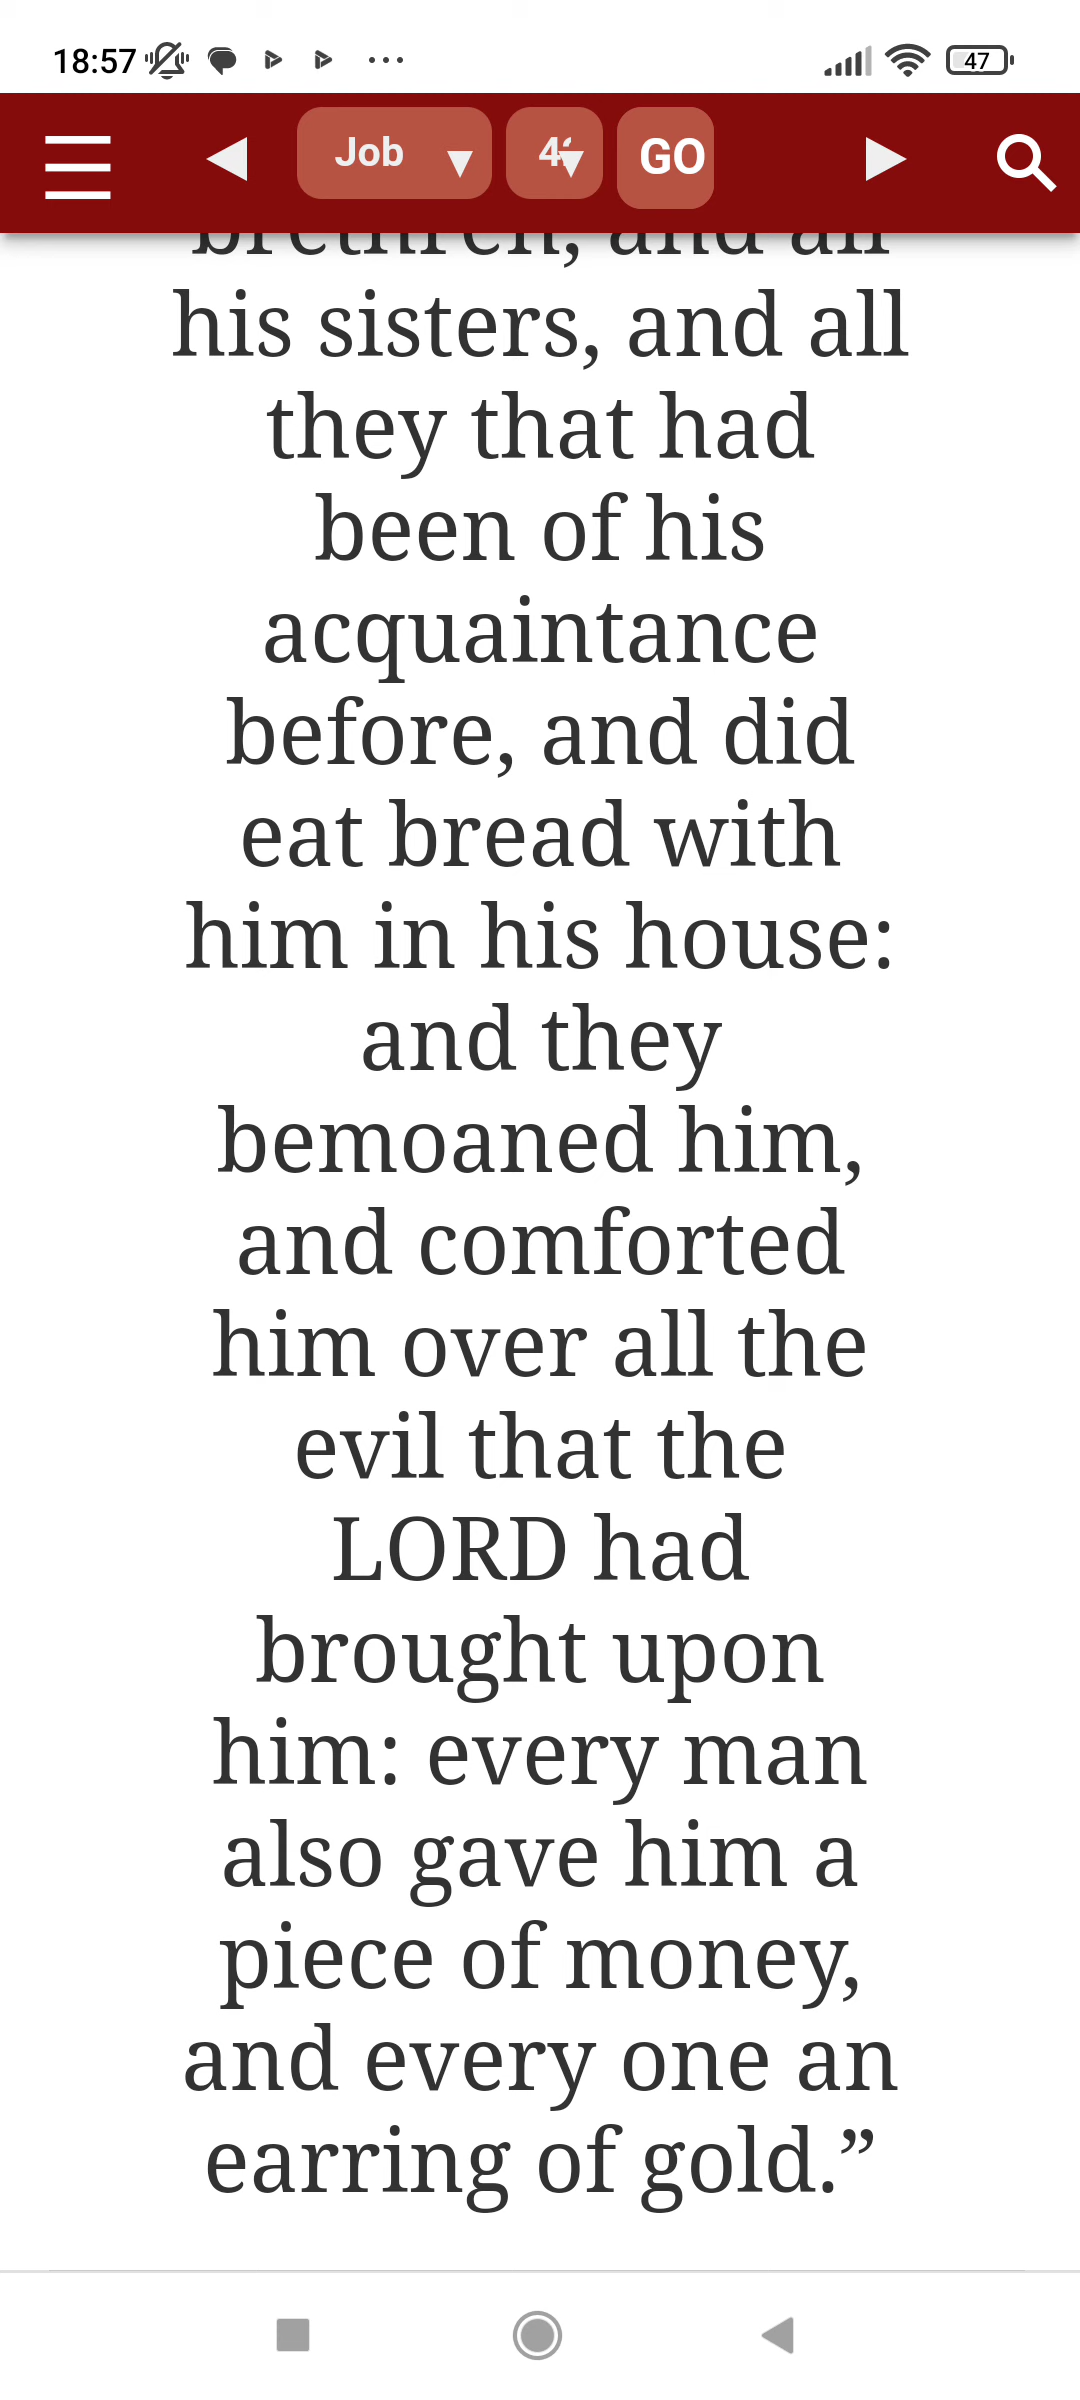 18:57
47
Job
GO
brethren, and all
his sisters, and all
they that had
been of his
acquaintance
before, and did
eat bread with
him in his house:
and they
bemoaned him,
and comforted
him over all the
evil that the
LORD had
brought upon
him: every man
also gave him a
piece of money,
and every one an
earring of gold.”